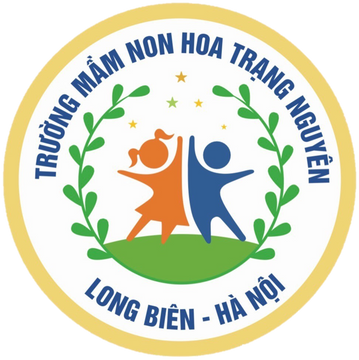 TRƯỜNG MẦM NON HOA TRẠNG NGUYÊN
LONG BIÊN - HÀ NỘI